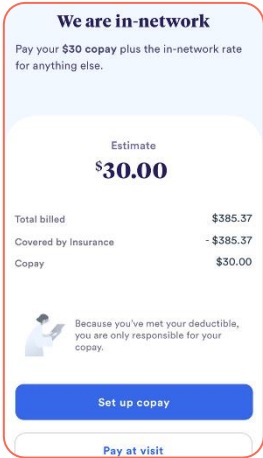 We are in-network
Pay your $30 copay plus the in-network rate
for anything else.
Estimate
$30.00
Total billed $385.37
Covered by Insurance - $385.37
Copay $30.00
Because you've met your deductible,
you are only responsible for your
copay.
Set up copay
Pay at visit